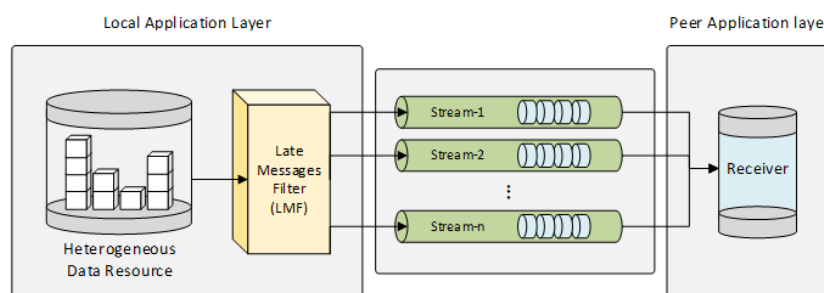 Local Application Layer
Peer Application laye
Late
Messages
Filter
(LMF)
Heterogeneous
Data Resource
Stream-1
Stream-2
⋮
Stream-n
Receiver